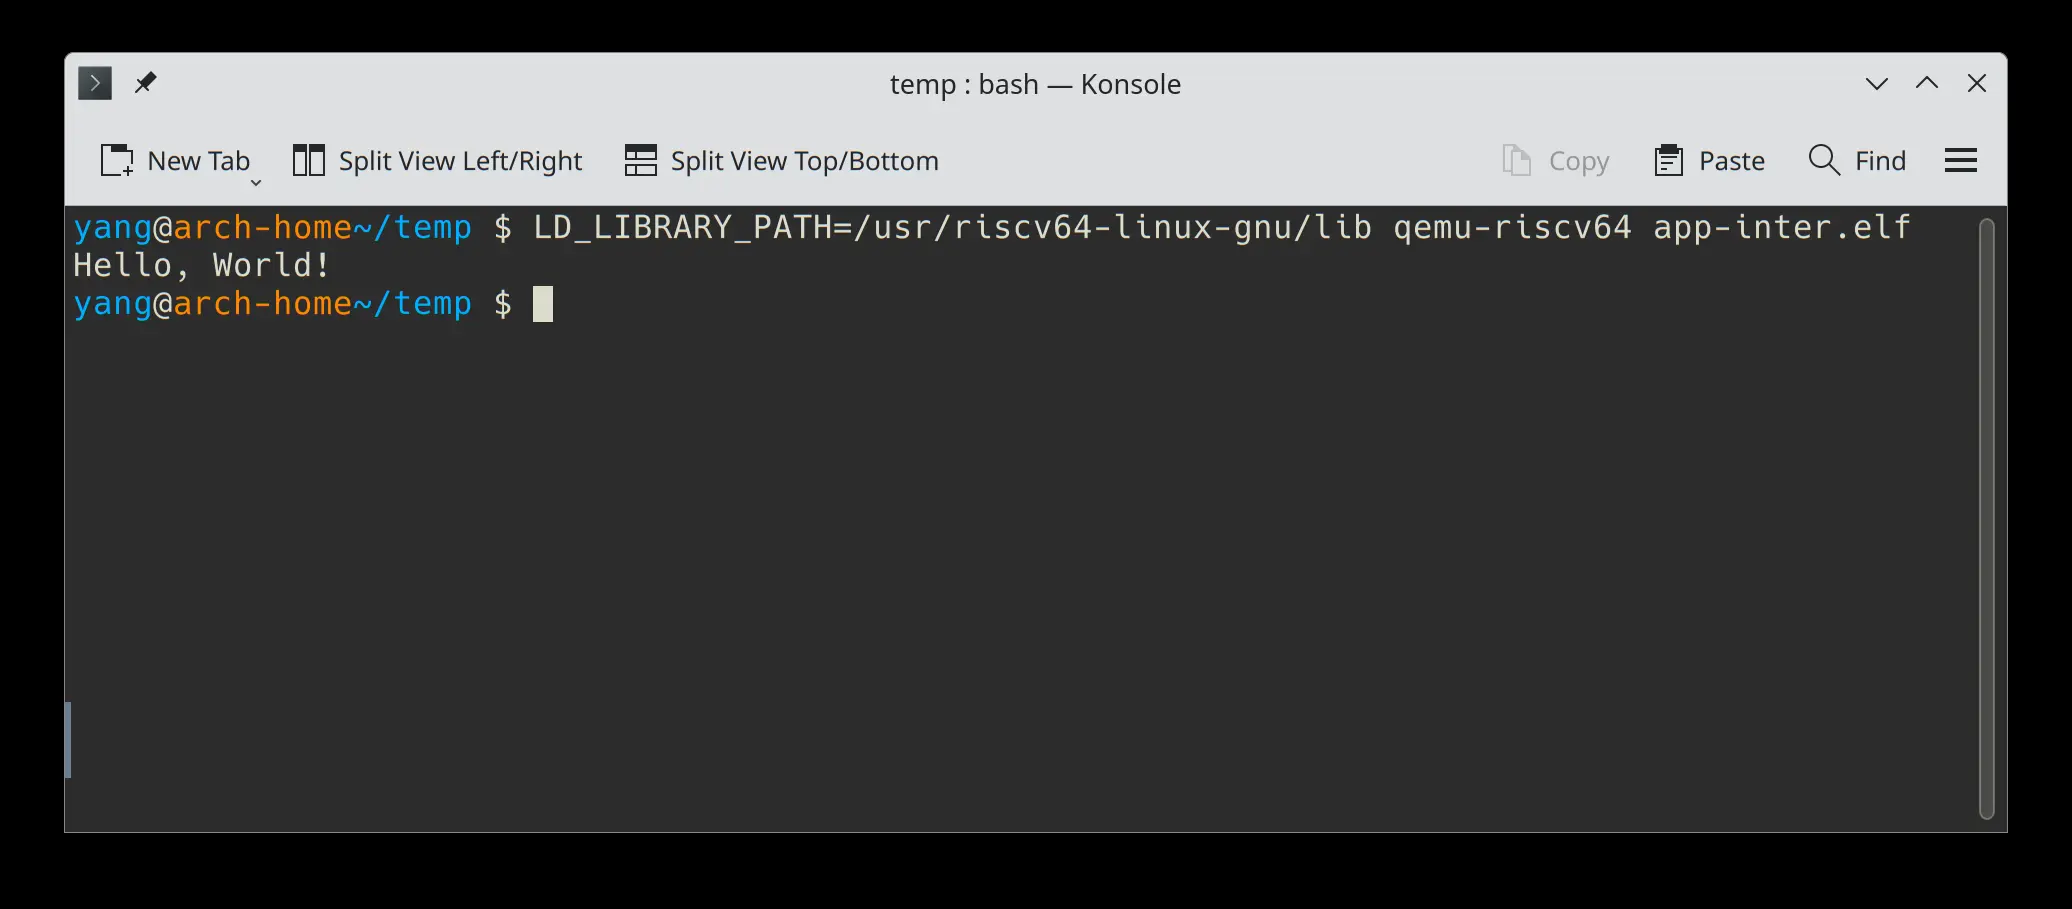 temp : bash — Konsole
New Tab Split View Left/Right Split View Top/Bottom Copy Paste Find
yang@arch-home~/temp $ LD_LIBRARY_PATH=/usr/riscv64-linux-gnu/lib qemu-riscv64 app-inter.elf
Hello, World!
yang@arch-home~/temp $